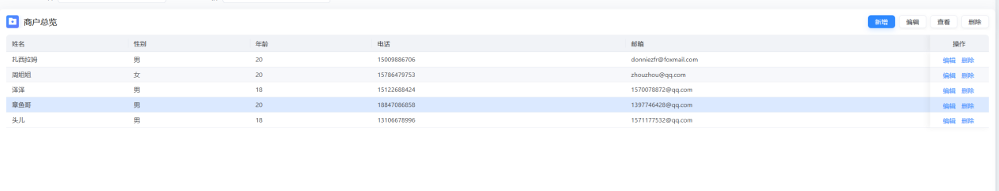 商户总览 新增 编辑 查看 删除
姓名 性别 年龄 电话 邮箱 操作
扎西拉姆 男 20 15009886706 donniezfr@foxmail.com 编辑 删除
周姐姐 女 20 15786479753 zhouzhou@qq.com 编辑 删除
泽泽 男 18 15122688424 1570078872@qq.com 编辑 删除
章鱼哥 男 20 18847086858 1397746428@qq.com 编辑 删除
头儿 男 18 13106678996 1571177532@qq.com 编辑 删除